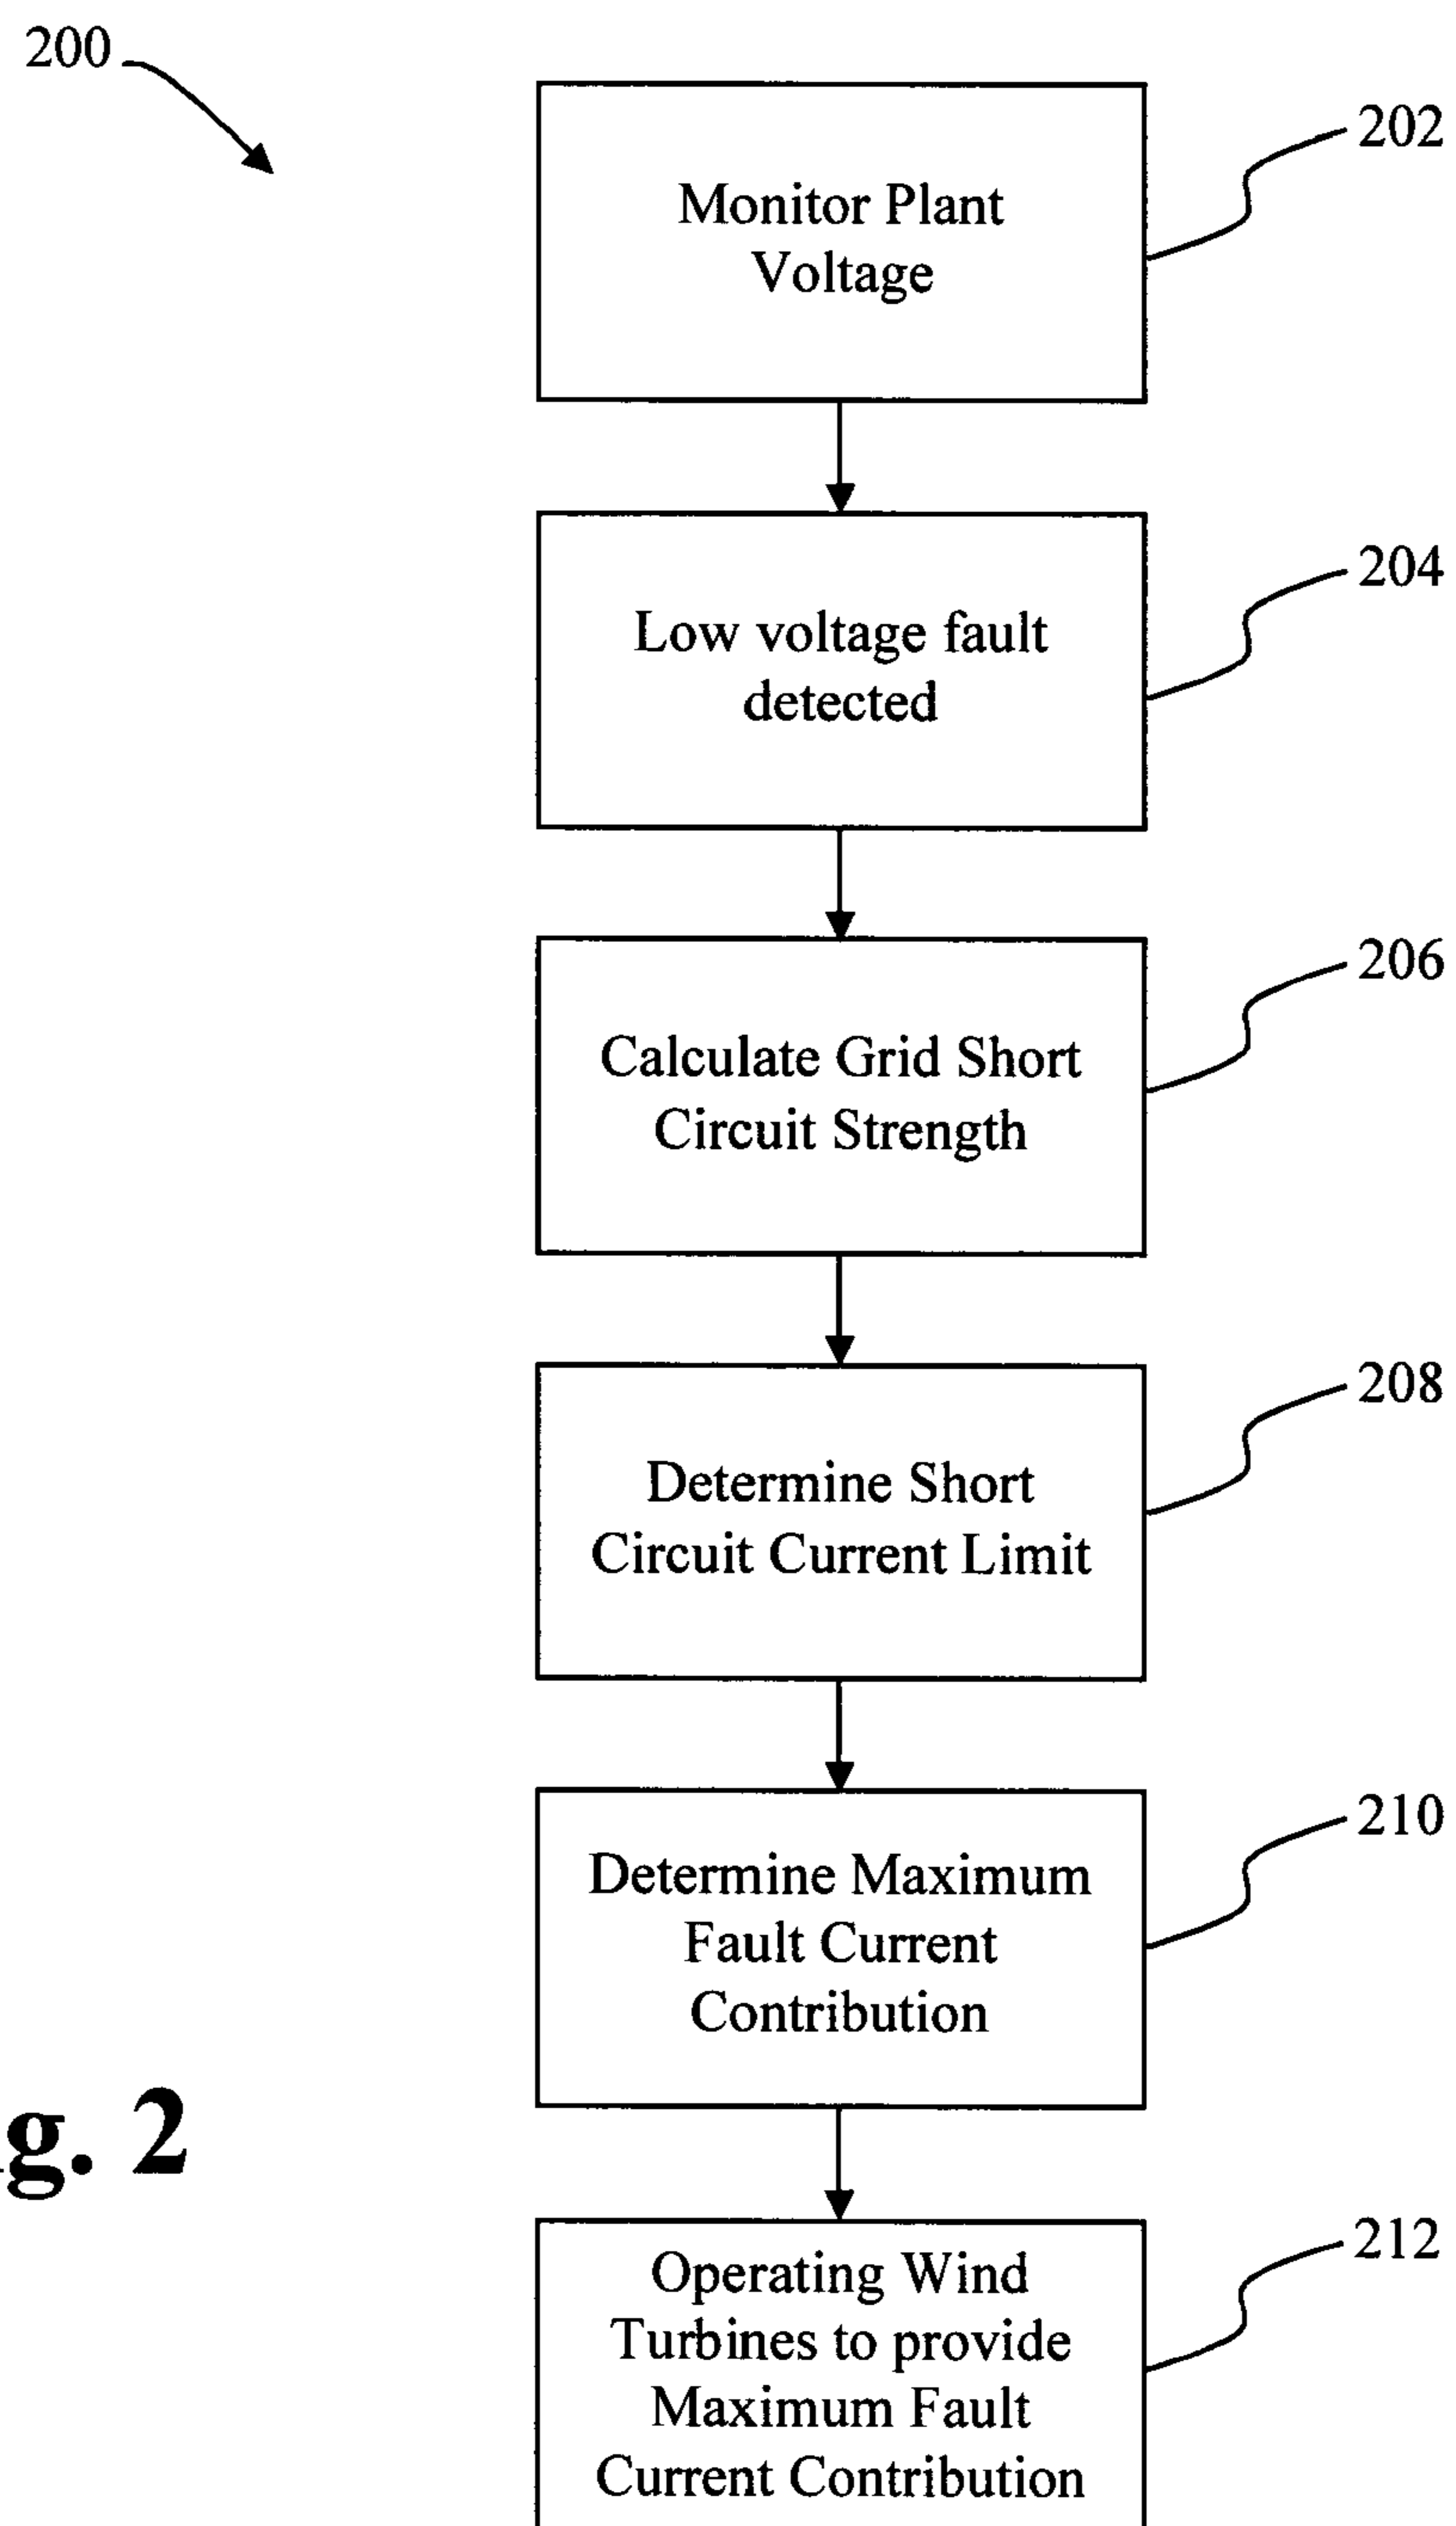 200
202
Monitor Plant
Voltage
204
Low voltage fault
detected
206
Calculate Grid Short
Circuit Strength
208
Determine Short
Circuit Current Limit
210
Determine Maximum
Fault Current
Contribution
g. 2
212
Operating Wind
Turbines to provide
Maximum Fault
Current Contribution